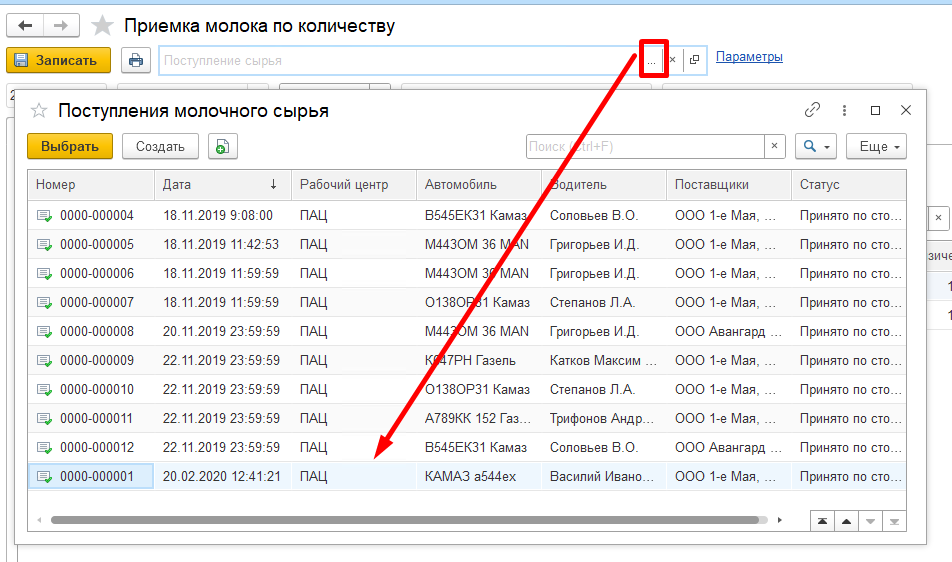 Приемка молока по количеству
Записать Поступление сырья ... × Параметры
2
Поступления молочного сырья
Выбрать Создать Поиск (Ctrl+F) × Еще
Номер Дата ↓ Рабочий центр Автомобиль Водитель Поставщики Статус
0000-000004 18.11.2019 9:08:00 ПАЦ В545ЕК31 Камаз Соловьев В.О. ООО 1-е Мая, ... Принято по сто...
0000-000005 18.11.2019 11:42:53 ПАЦ М443ОМ 36 MAN Григорьев И.Д. ООО 1-е Мая, ... Принято по сто...
0000-000006 18.11.2019 11:59:59 ПАЦ М443ОМ 36 MAN Григорьев И.Д. ООО 1-е Мая, ... Принято по сто...
0000-000007 18.11.2019 11:59:59 ПАЦ О138ОР31 Камаз Степанов Л.А. ООО 1-е Мая, ... Принято по сто...
0000-000008 20.11.2019 23:59:59 ПАЦ М443ОМ 36 MAN Григорьев И.Д. ООО Авангард ... Принято по сто...
0000-000009 22.11.2019 23:59:59 ПАЦ К647РН Газель Катков Максим ... ООО 1-е Мая, ... Принято по сто...
0000-000010 22.11.2019 23:59:59 ПАЦ О138ОР31 Камаз Степанов Л.А. ООО 1-е Мая, ... Принято по сто...
0000-000011 22.11.2019 23:59:59 ПАЦ А789КК 152 Газ... Трифонов Андр... ООО 1-е Мая, ... Принято по сто...
0000-000012 22.11.2019 23:59:59 ПАЦ В545ЕК31 Камаз Соловьев В.О. ООО Авангард ... Принято по сто...
0000-000001 20.02.2020 12:41:21 ПАЦ КАМАЗ а544ех Василий Ивано... ООО 1-е Мая, ... Принято по сто...